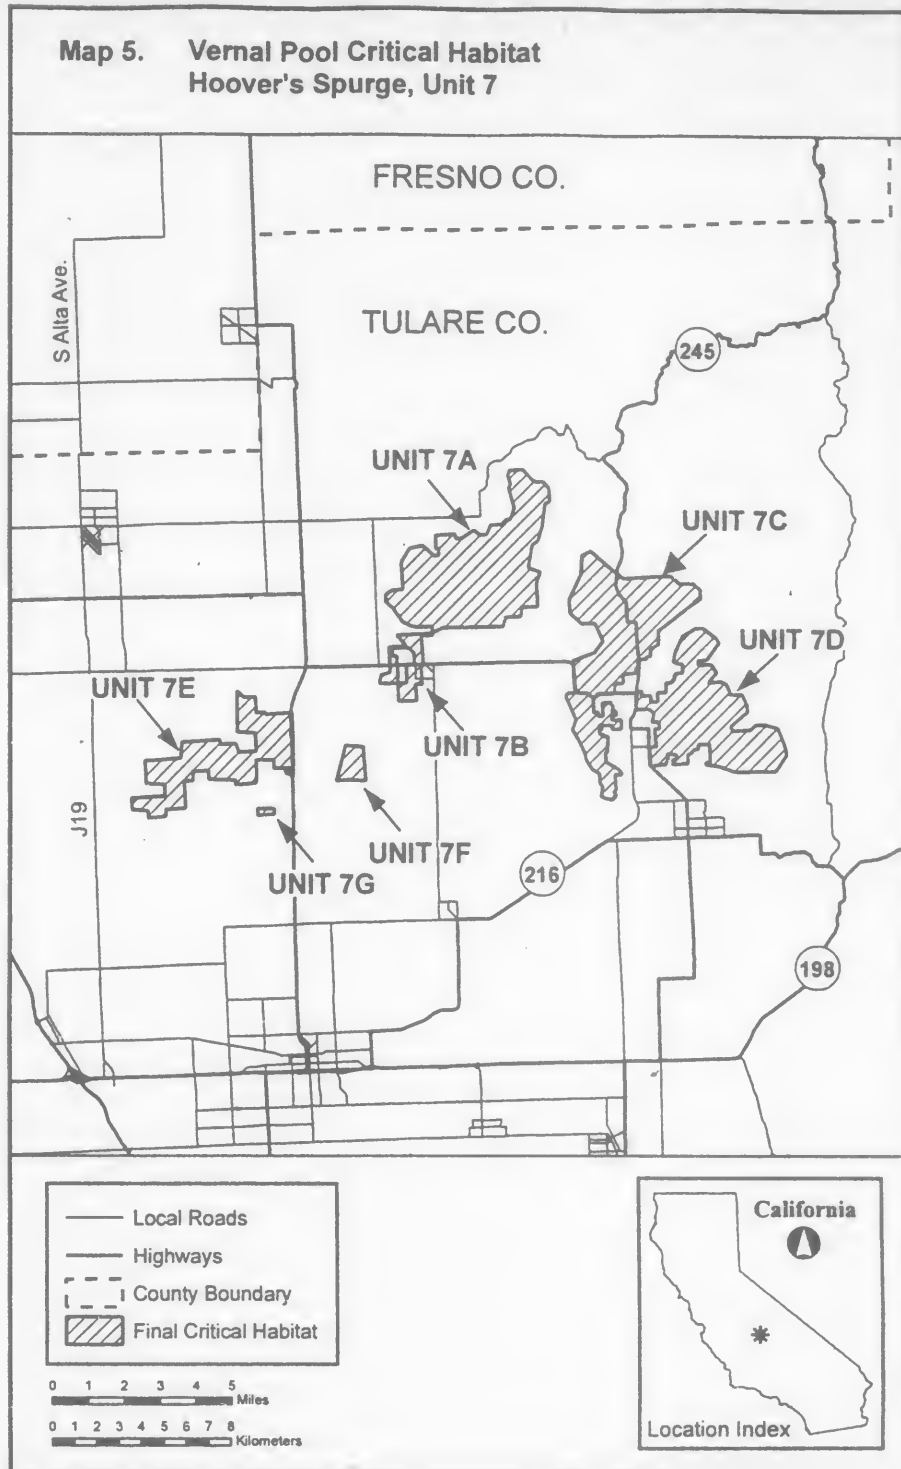 Map 5. Vernal Pool Critical Habitat
Hoover's Spurge, Unit 7
FRESNO CO.
S Alta Ave.
TULARE CO.
245
UNIT 7A
UNIT 7C
UNIT 7D
UNIT 7E
UNIT 7B
J19
UNIT 7F
UNIT 7G
216
198
Local Roads
Highways
County Boundary
Final Critical Habitat
0 1 2 3 4 5
Miles
0 1 2 3 4 5 6 7 8
Kilometers
California
Location Index